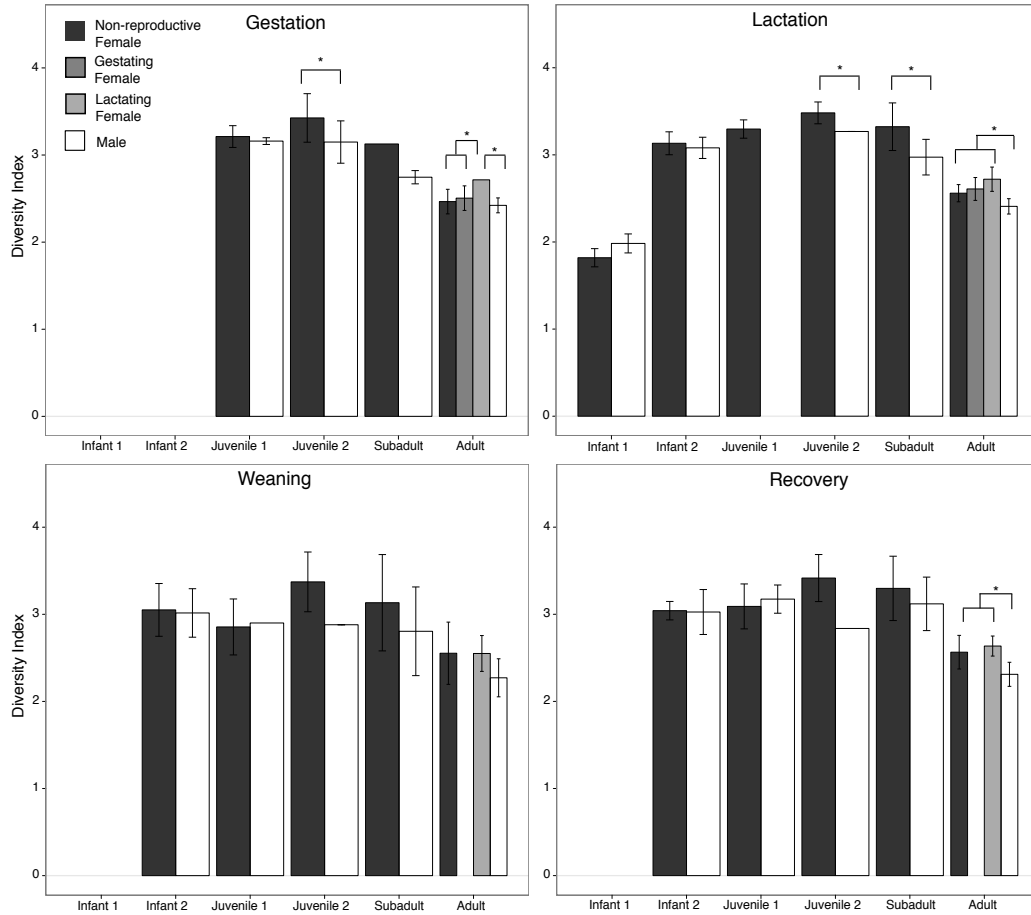 Gestation
Non-reproductive
Female
Gestating
Female
Lactating
Female
Male
Diversity Index
4
3
2
1
0
*
*
*
Infant 1 Infant 2 Juvenile 1 Juvenile 2 Subadult Adult
Lactation
4
3
2
1
0
*
*
*
Infant 1 Infant 2 Juvenile 1 Juvenile 2 Subadult Adult
Weaning
Diversity Index
4
3
2
1
0
Infant 1 Infant 2 Juvenile 1 Juvenile 2 Subadult Adult
Recovery
4
3
2
1
0
*
Infant 1 Infant 2 Juvenile 1 Juvenile 2 Subadult Adult